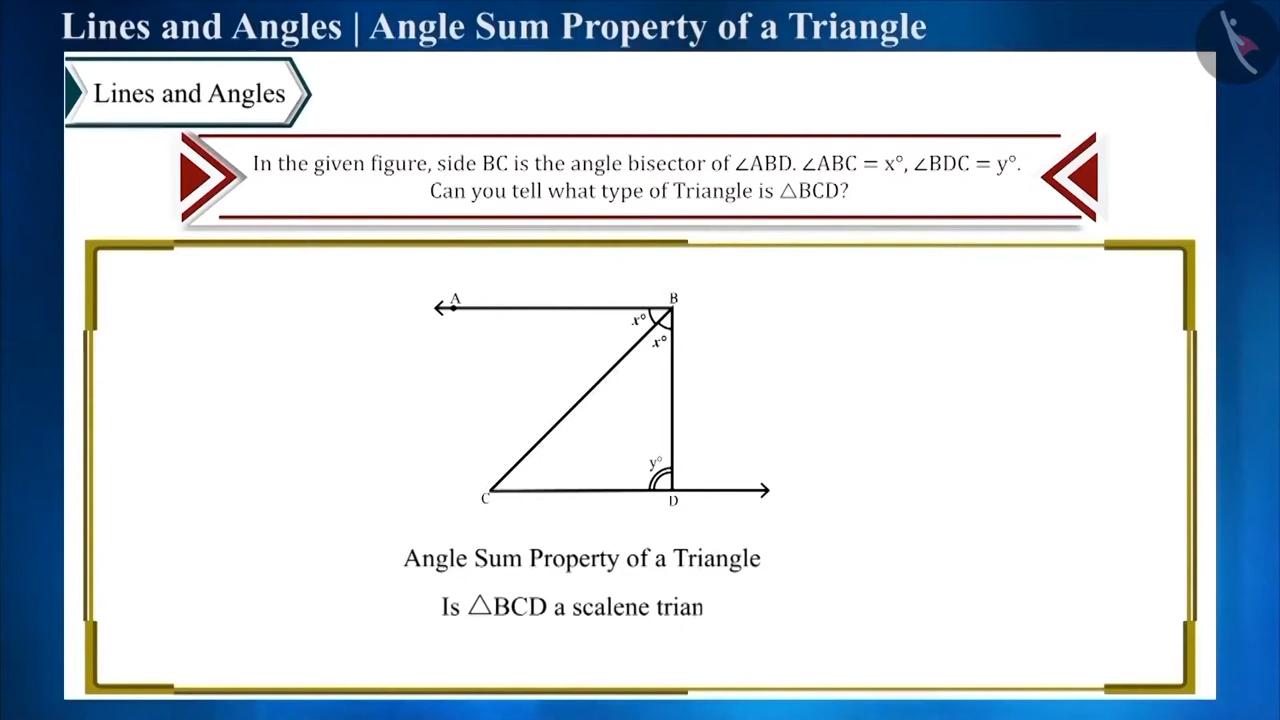 Lines and Angles | Angle Sum Property of a Triangle
Lines and Angles
In the given figure, side BC is the angle bisector of ∠ABD. ∠ABC = x°, ∠BDC = y°.
Can you tell what type of Triangle is △BCD?
A
B
x°
x°
y°
C
D
Angle Sum Property of a Triangle
Is △BCD a scalene trian